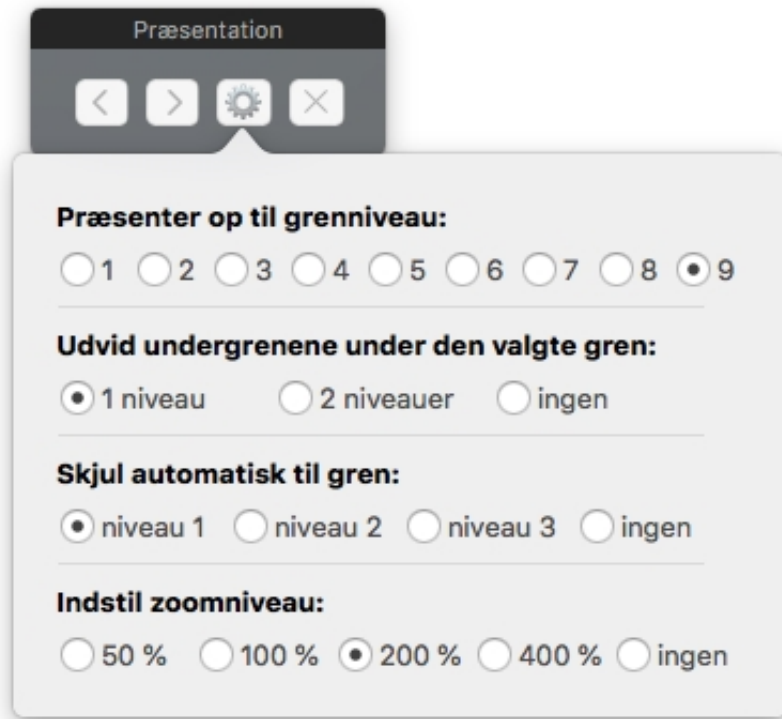 Præsentation
Præsenter op til grenniveau:
1 2 3 4 5 6 7 8 9
Udvid undergrenene under den valgte gren:
1 niveau 2 niveauer ingen
Skjul automatisk til gren:
niveau 1 niveau 2 niveau 3 ingen
Indstil zoomniveau:
50 % 100 % 200 % 400 % ingen